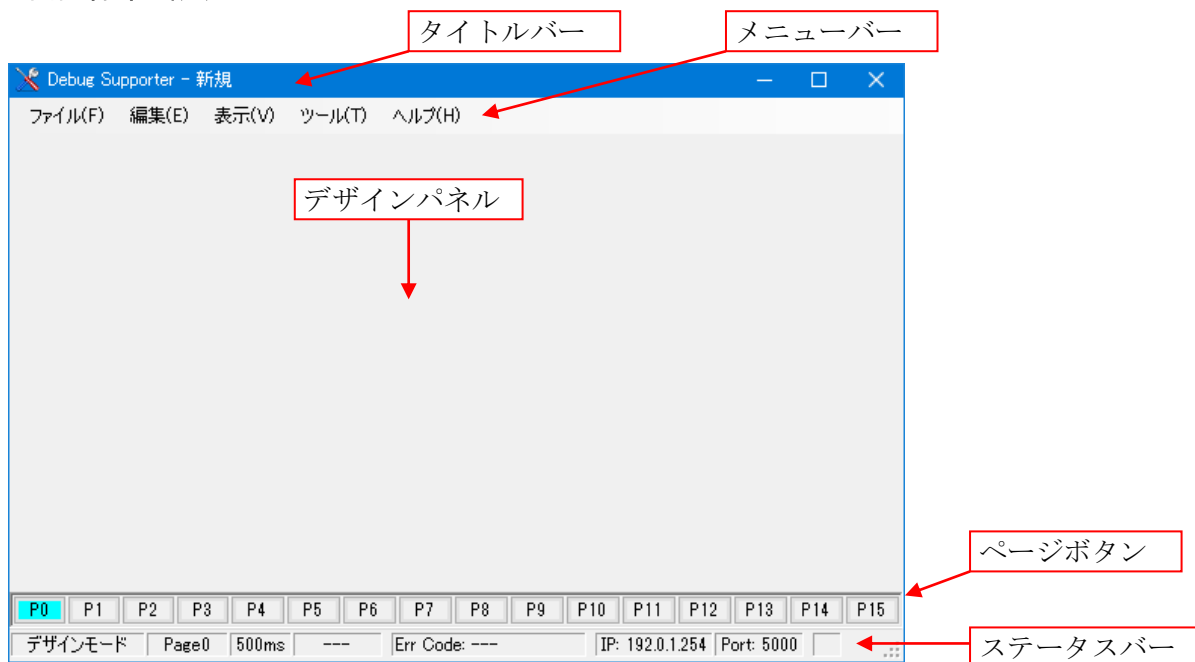 タイトルバー
メニューバー
Debug Supporter - 新規
ファイル(F) 編集(E) 表示(V) ツール(T) ヘルプ(H)
デザインパネル
ページボタン
P0 P1 P2 P3 P4 P5 P6 P7 P8 P9 P10 P11 P12 P13 P14 P15
デザインモード Page0 500ms --- Err Code: --- IP: 192.0.1.254 Port: 5000
ステータスバー